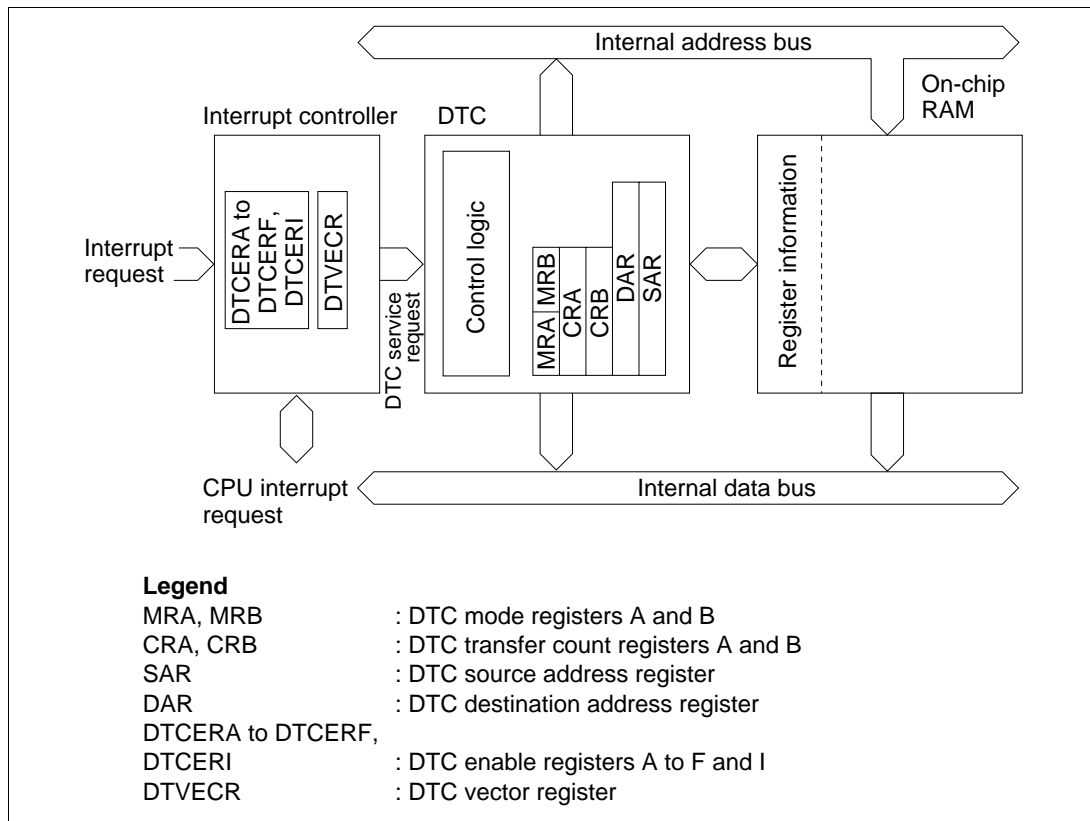 Internal address bus
On-chip
RAM
Interrupt controller
DTC
Interrupt
request
DTCERA to
DTCERF,
DTCERI
DTVECR
DTC service
request
Control logic
MRA
MRB
CRA
CRB
DAR
SAR
Register information
CPU interrupt
request
Internal data bus
Legend
MRA, MRB : DTC mode registers A and B
CRA, CRB : DTC transfer count registers A and B
SAR : DTC source address register
DAR : DTC destination address register
DTCERA to DTCERF,
DTCERI : DTC enable registers A to F and I
DTVECR : DTC vector register